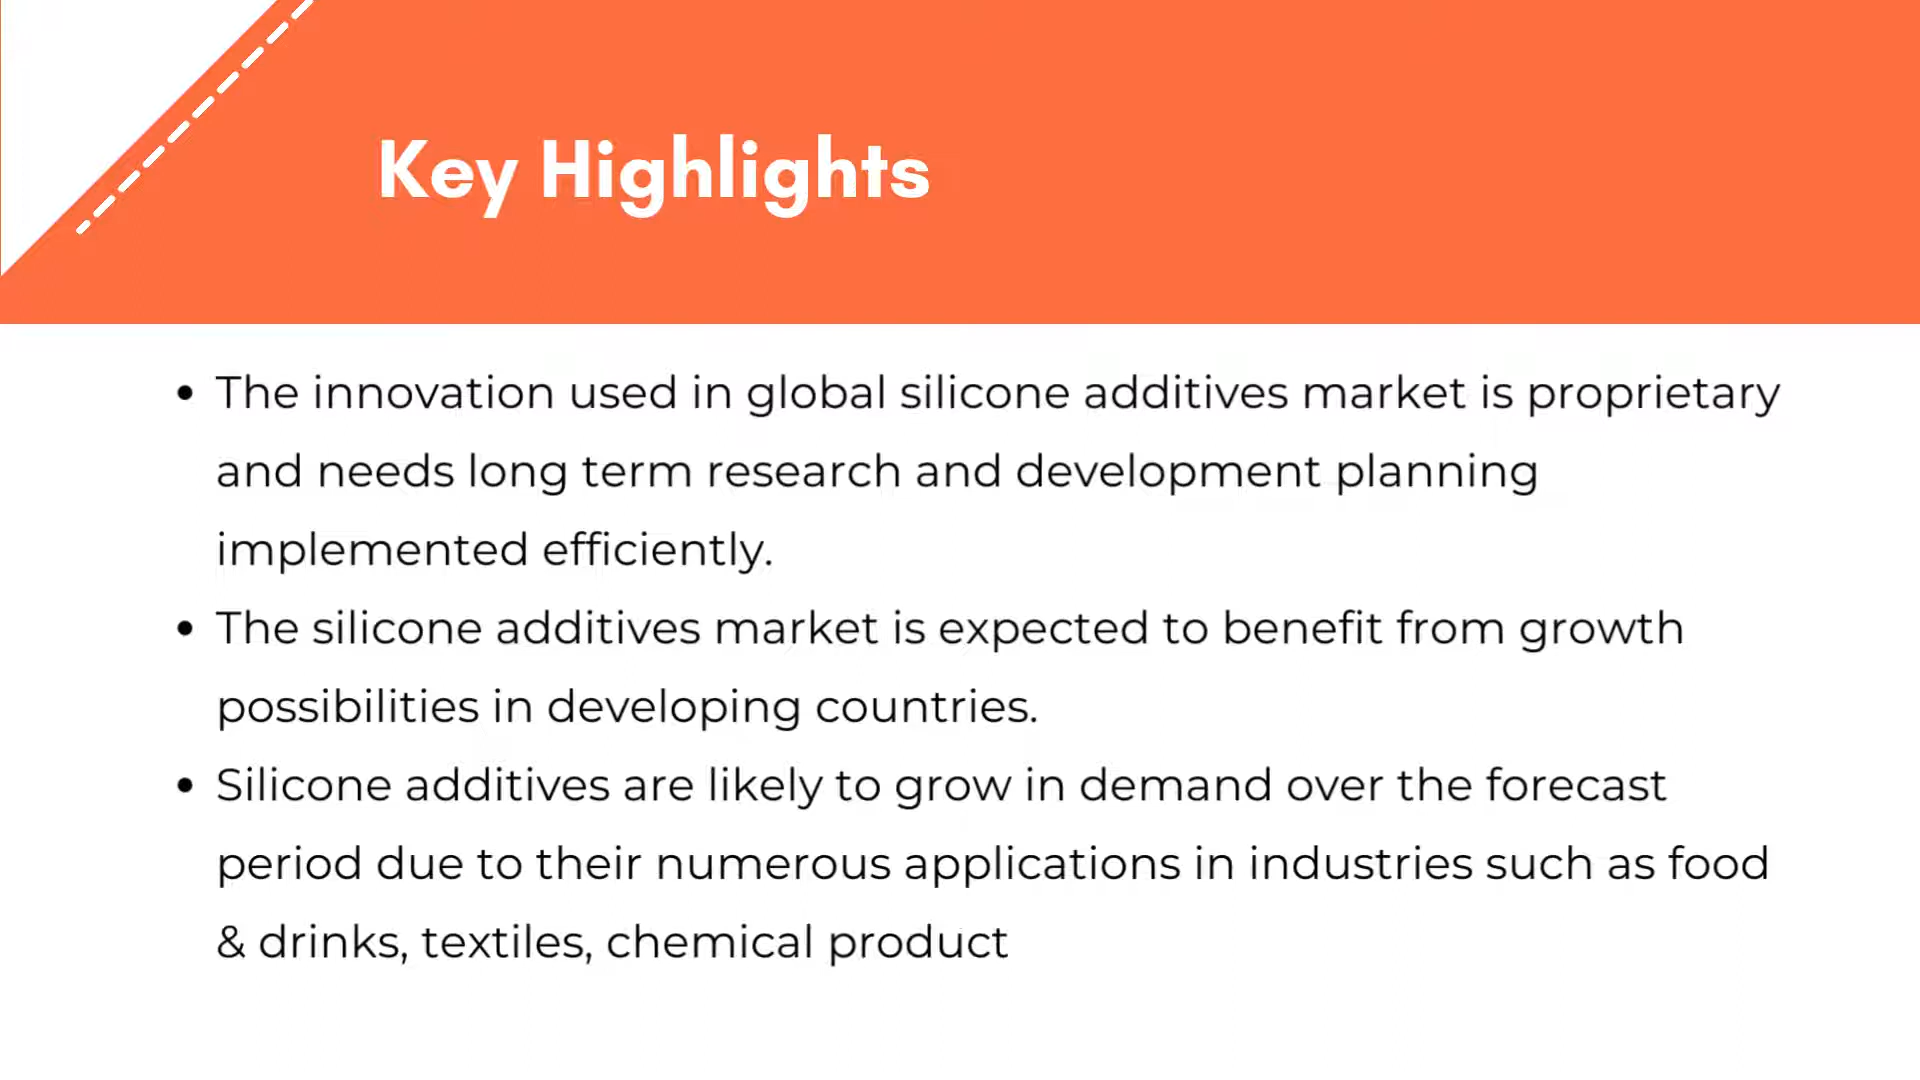 Key Highlights
• The innovation used in global silicone additives market is proprietary
and needs long term research and development planning
implemented efficiently.
• The silicone additives market is expected to benefit from growth
possibilities in developing countries.
• Silicone additives are likely to grow in demand over the forecast
period due to their numerous applications in industries such as food
& drinks, textiles, chemical product